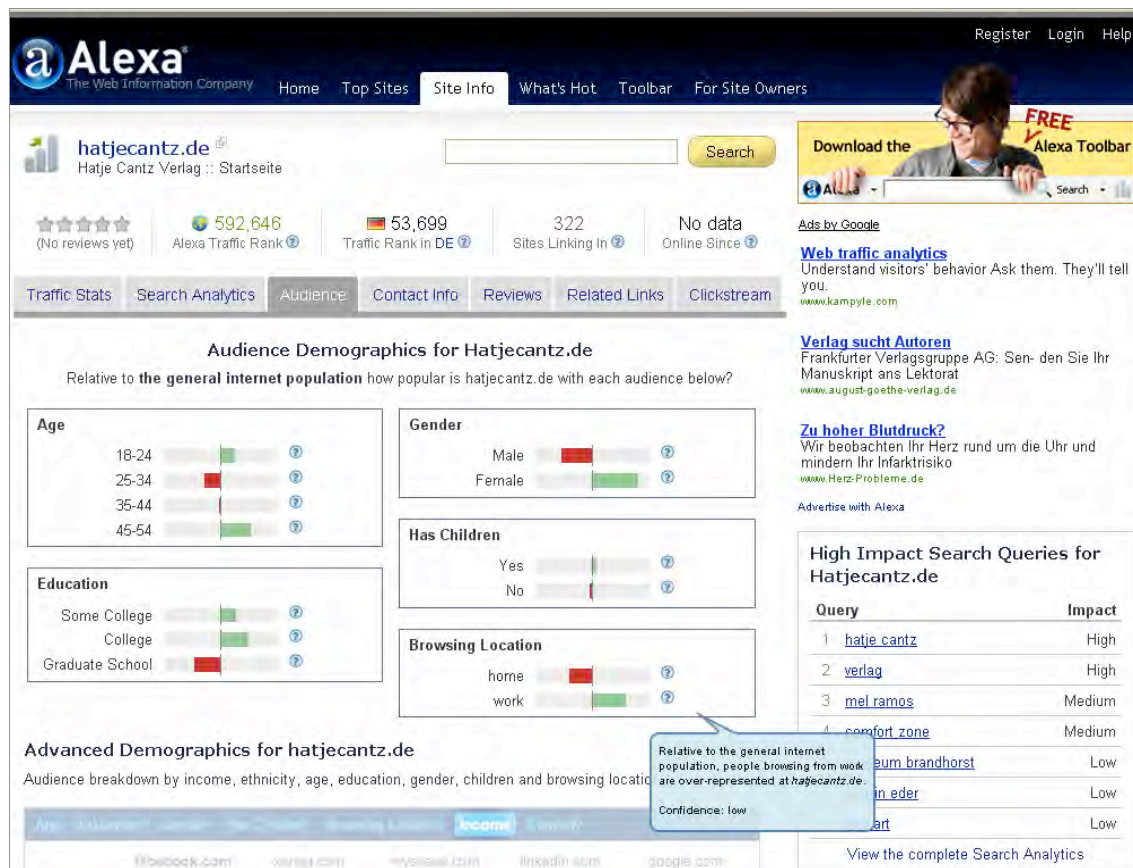 Register Login Help
a Alexa®
The Web Information Company
Home Top Sites Site Info What's Hot Toolbar For Site Owners
hatjecantz.de
Hatje Cantz Verlag :: Startseite
Search
(No reviews yet)
592,646
Alexa Traffic Rank ?
53,699
Traffic Rank in DE ?
322
Sites Linking In ?
No data
Online Since ?
Traffic Stats Search Analytics Audience Contact Info Reviews Related Links Clickstream
Audience Demographics for Hatjecantz.de
Relative to the general internet population how popular is hatjecantz.de with each audience below?
Age
18-24 ?
25-34 ?
35-44 ?
45-54 ?
Education
Some College ?
College ?
Graduate School ?
Gender
Male ?
Female ?
Has Children
Yes ?
No ?
Browsing Location
home ?
work ?
Relative to the general internet
population, people browsing from work
are over-represented at hatjecantz.de.
Confidence: low
Advanced Demographics for hatjecantz.de
Audience breakdown by income, ethnicity, age, education, gender, children and browsing
Income
facebook.com myspace.com linkedin.com google.com
FREE
Download the Alexa Toolbar
Search
Ads by Google
Web traffic analytics
Understand visitors' behavior Ask them. They'll tell
you.
www.kampyle.com
Verlag sucht Autoren
Frankfurter Verlagsgruppe AG: Sen- den Sie Ihr
Manuskript ans Lektorat
www.august-goethe-verlag.de
Zu hoher Blutdruck?
Wir beobachten Ihr Herz rund um die Uhr und
mindern Ihr Infarktrisiko
www.Herz-Probleme.de
Advertise with Alexa
High Impact Search Queries for
Hatjecantz.de
Query Impact
1 hatje cantz High
2 verlag High
3 mel ramos Medium
4 comfort zone Medium
brandhorst Low
eder Low
art Low
View the complete Search Analytics